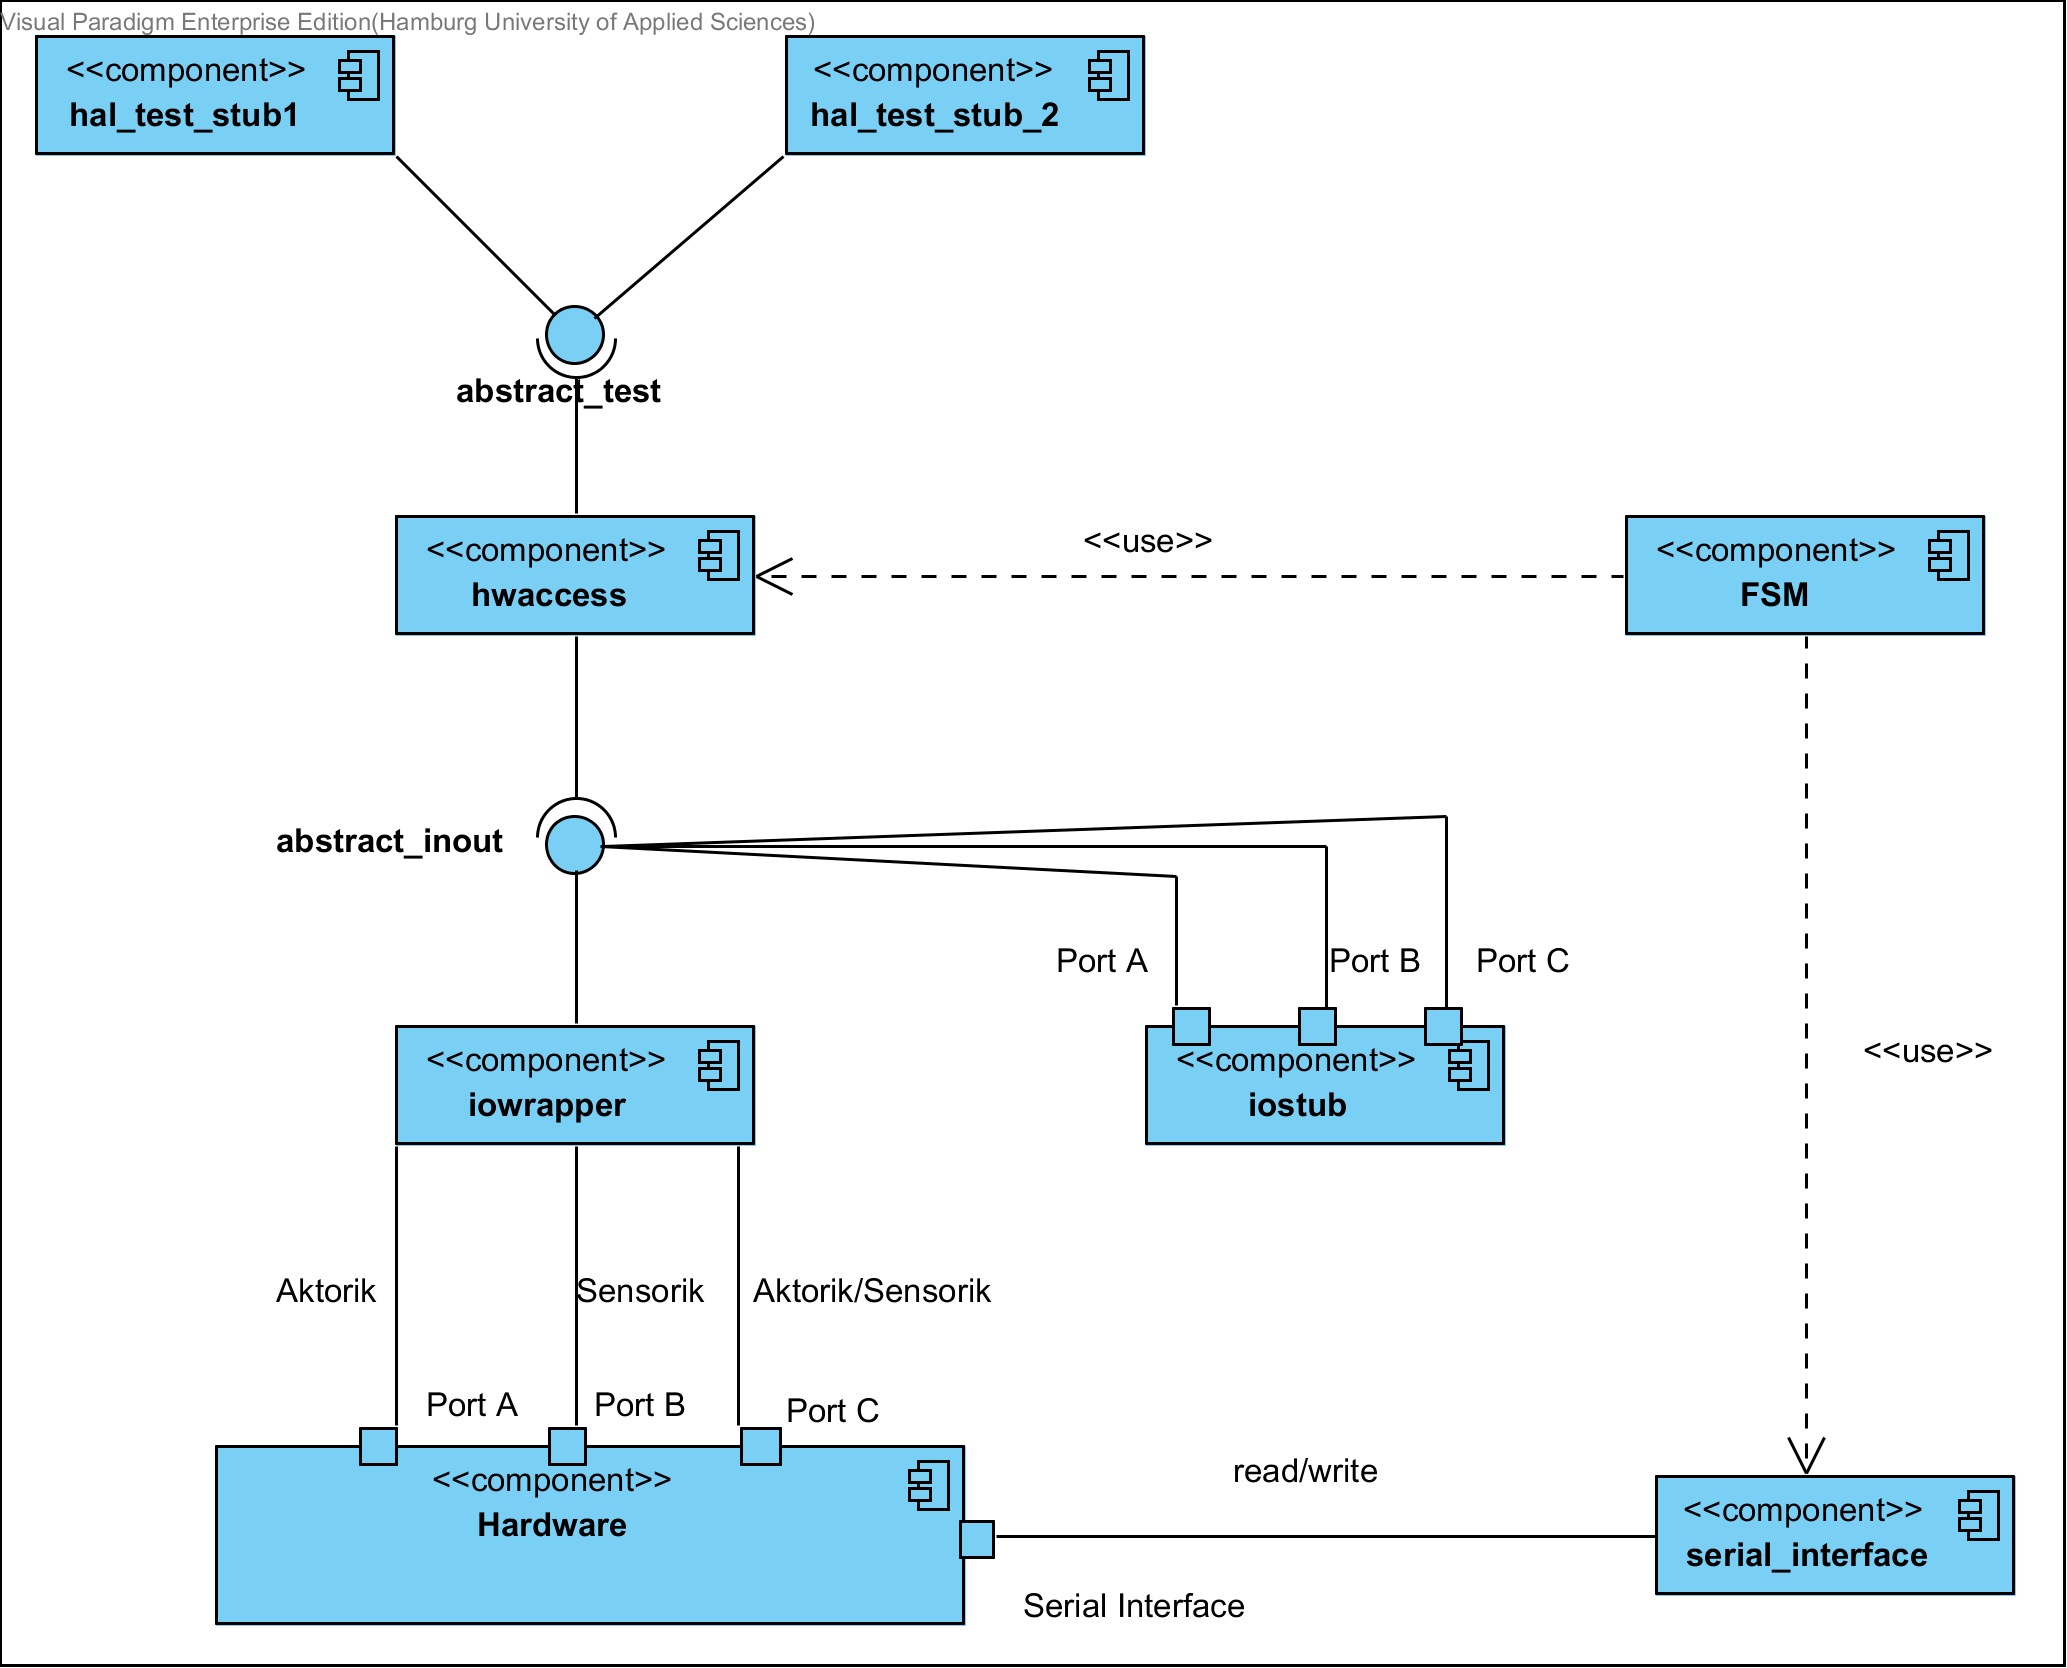 Visual Paradigm Enterprise Edition(Hamburg University of Applied Sciences)
<<component>>
hal_test_stub1
<<component>>
hal_test_stub_2
abstract_test
<<component>>
hwaccess
<<use>>
<<component>>
FSM
abstract_inout
Port A
Port B
Port C
<<component>>
iowrapper
<<component>>
iostub
<<use>>
Aktorik
Sensorik
Aktorik/Sensorik
Port A
Port B
Port C
<<component>>
Hardware
read/write
<<component>>
serial_interface
Serial Interface